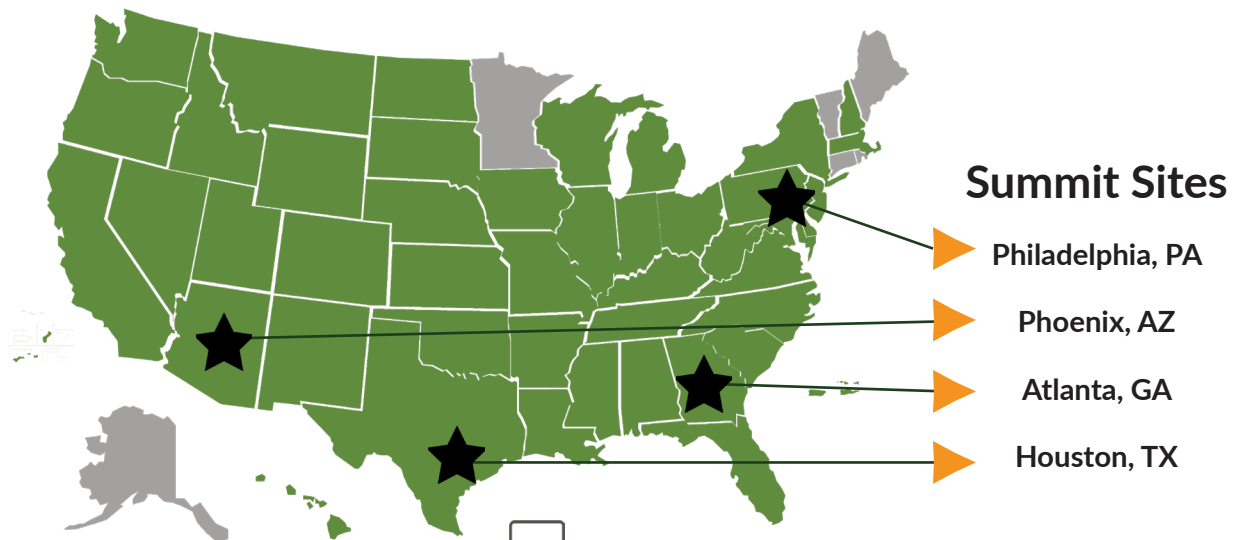 Summit Sites
Philadelphia, PA
Phoenix, AZ
Atlanta, GA
Houston, TX